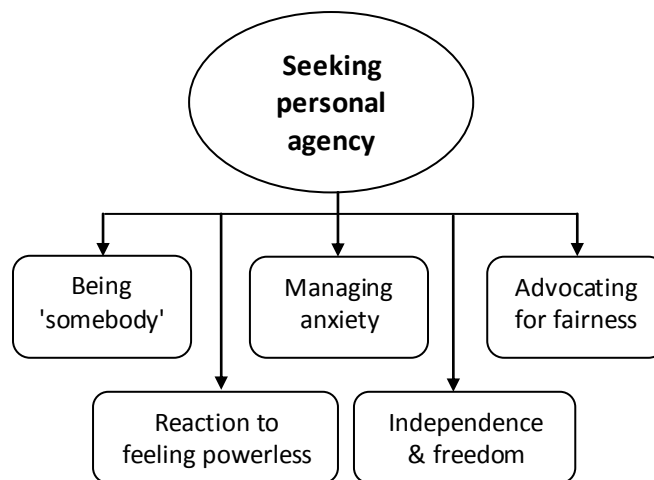 Seeking
personal
agency
Being
'somebody'
Managing
anxiety
Advocating
for fairness
Reaction to
feeling powerless
Independence
& freedom